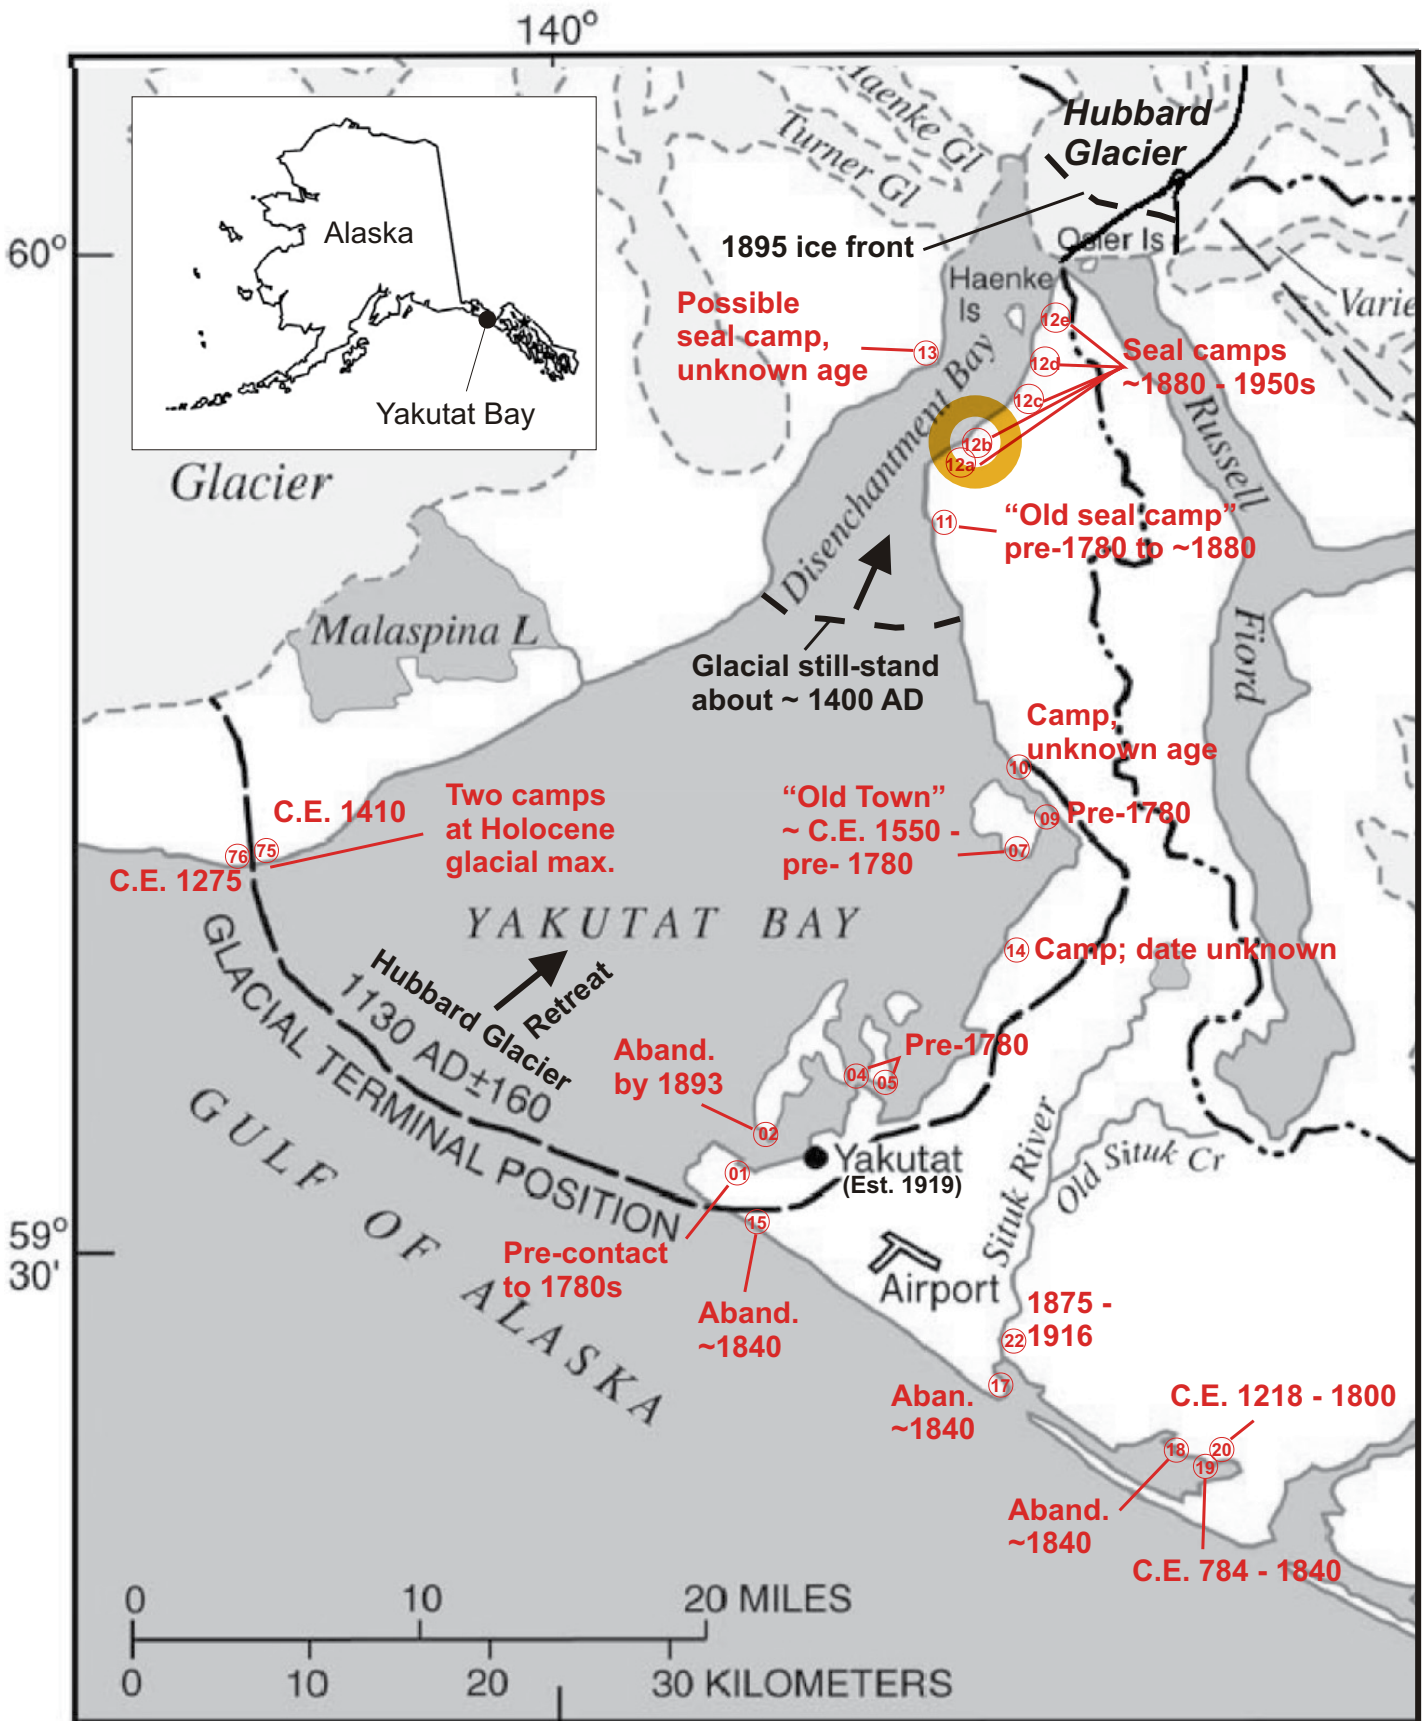 140°
Haenke Gl
Turner Gl
Hubbard
Glacier
Alaska
Yakutat Bay
60°
1895 ice front
Osier Is
Haenke
Is
Varie
Possible
seal camp,
unknown age
13
12e
12d
12c
12b
12a
Seal camps
~1880 - 1950s
Disenchantment Bay
Russell
Fiord
Glacier
11
“Old seal camp”
pre-1780 to ~1880
Malaspina L
Glacial still-stand
about ~ 1400 AD
Camp,
unknown age
10
09
Pre-1780
“Old Town”
~ C.E. 1550 -
pre- 1780
07
C.E. 1410
76
75
C.E. 1275
Two camps
at Holocene
glacial max.
YAKUTAT BAY
14
Camp; date unknown
Hubbard Glacier
Retreat
1130 AD±160
GLACIAL TERMINAL POSITION
Aband.
by 1893
Pre-1780
04
05
02
01
Yakutat
(Est. 1919)
15
Situk River
Old Situk Cr
GULF OF ALASKA
59°
30'
Pre-contact
to 1780s
Airport
Aband.
~1840
1875 -
1916
22
17
Aban.
~1840
C.E. 1218 - 1800
18
20
19
Aband.
~1840
C.E. 784 - 1840
0 10 20 MILES
0 10 20 30 KILOMETERS